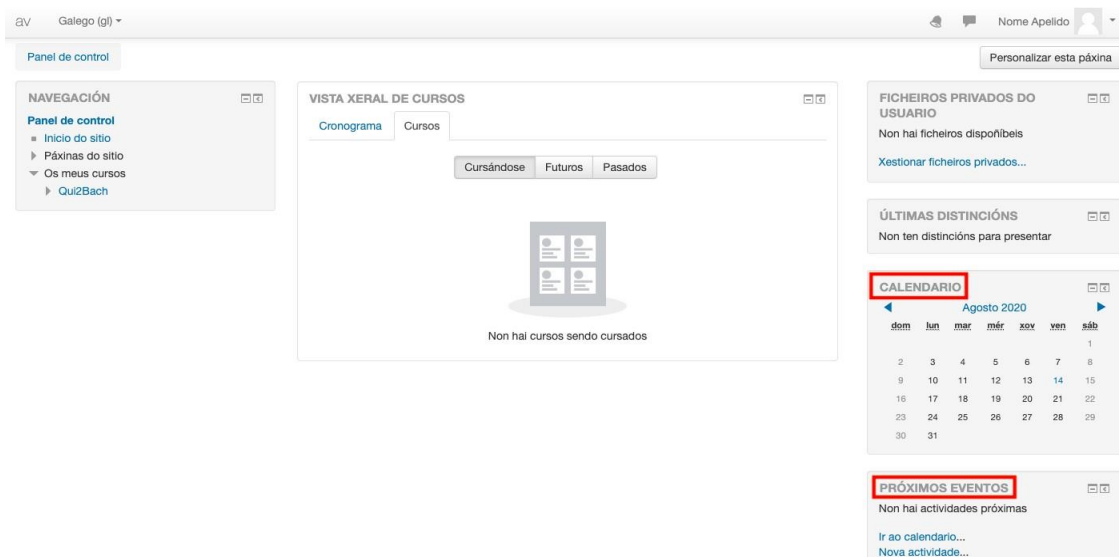 av Galego (gl) Nome Apelido
Panel de control Personalizar esta páxina
NAVEGACIÓN
Panel de control
Inicio do sitio
Páxinas do sitio
Os meus cursos
Qui2Bach
VISTA XERAL DE CURSOS
Cronograma Cursos
Cursándose Futuros Pasados
Non hai cursos sendo cursados
FICHEIROS PRIVADOS DO
USUARIO
Non hai ficheiros dispoñíbeis
Xestionar ficheiros privados...
ÚLTIMAS DISTINCIÓNS
Non ten distincións para presentar
CALENDARIO
Agosto 2020
dom lun mar mér xov ven sáb
1
2 3 4 5 6 7 8
9 10 11 12 13 14 15
16 17 18 19 20 21 22
23 24 25 26 27 28 29
30 31
PRÓXIMOS EVENTOS
Non hai actividades próximas
Ir ao calendario...
Nova actividade...